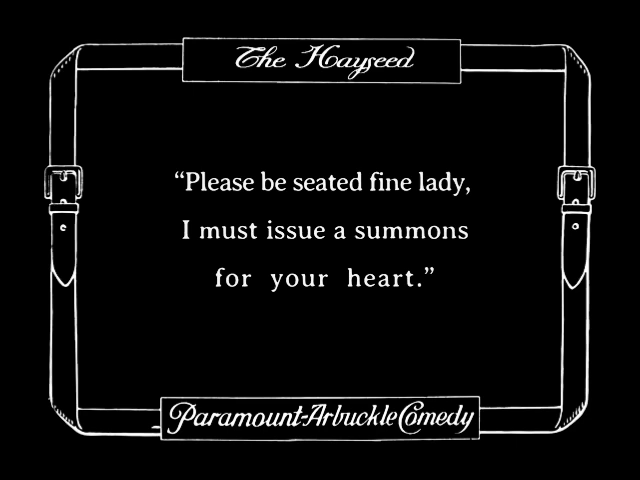 The Hayseed
“Please be seated fine lady,
I must issue a summons
for your heart.”
Paramount-Arbuckle Comedy